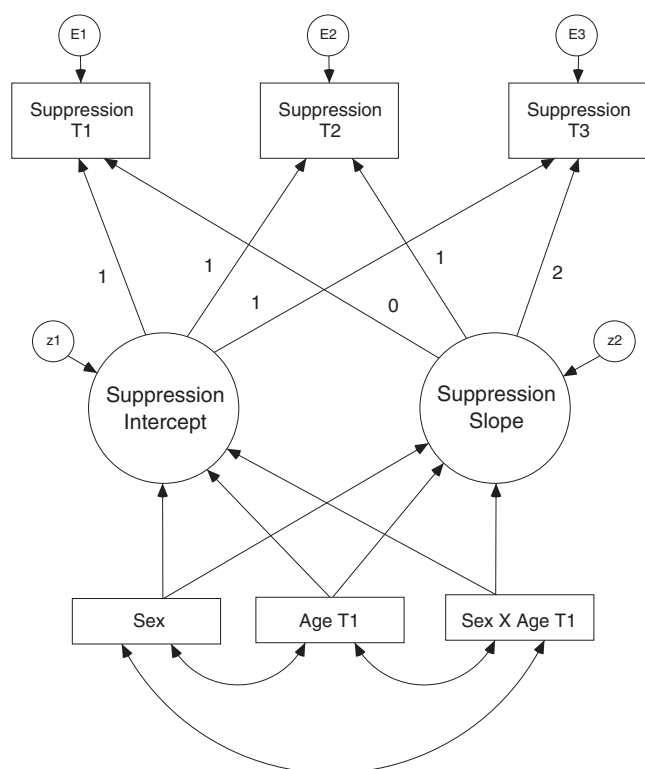 E1
E2
E3
Suppression
T1
Suppression
T2
Suppression
T3
1
1
1
0
1
2
z1
z2
Suppression
Intercept
Suppression
Slope
Sex
Age T1
Sex X Age T1